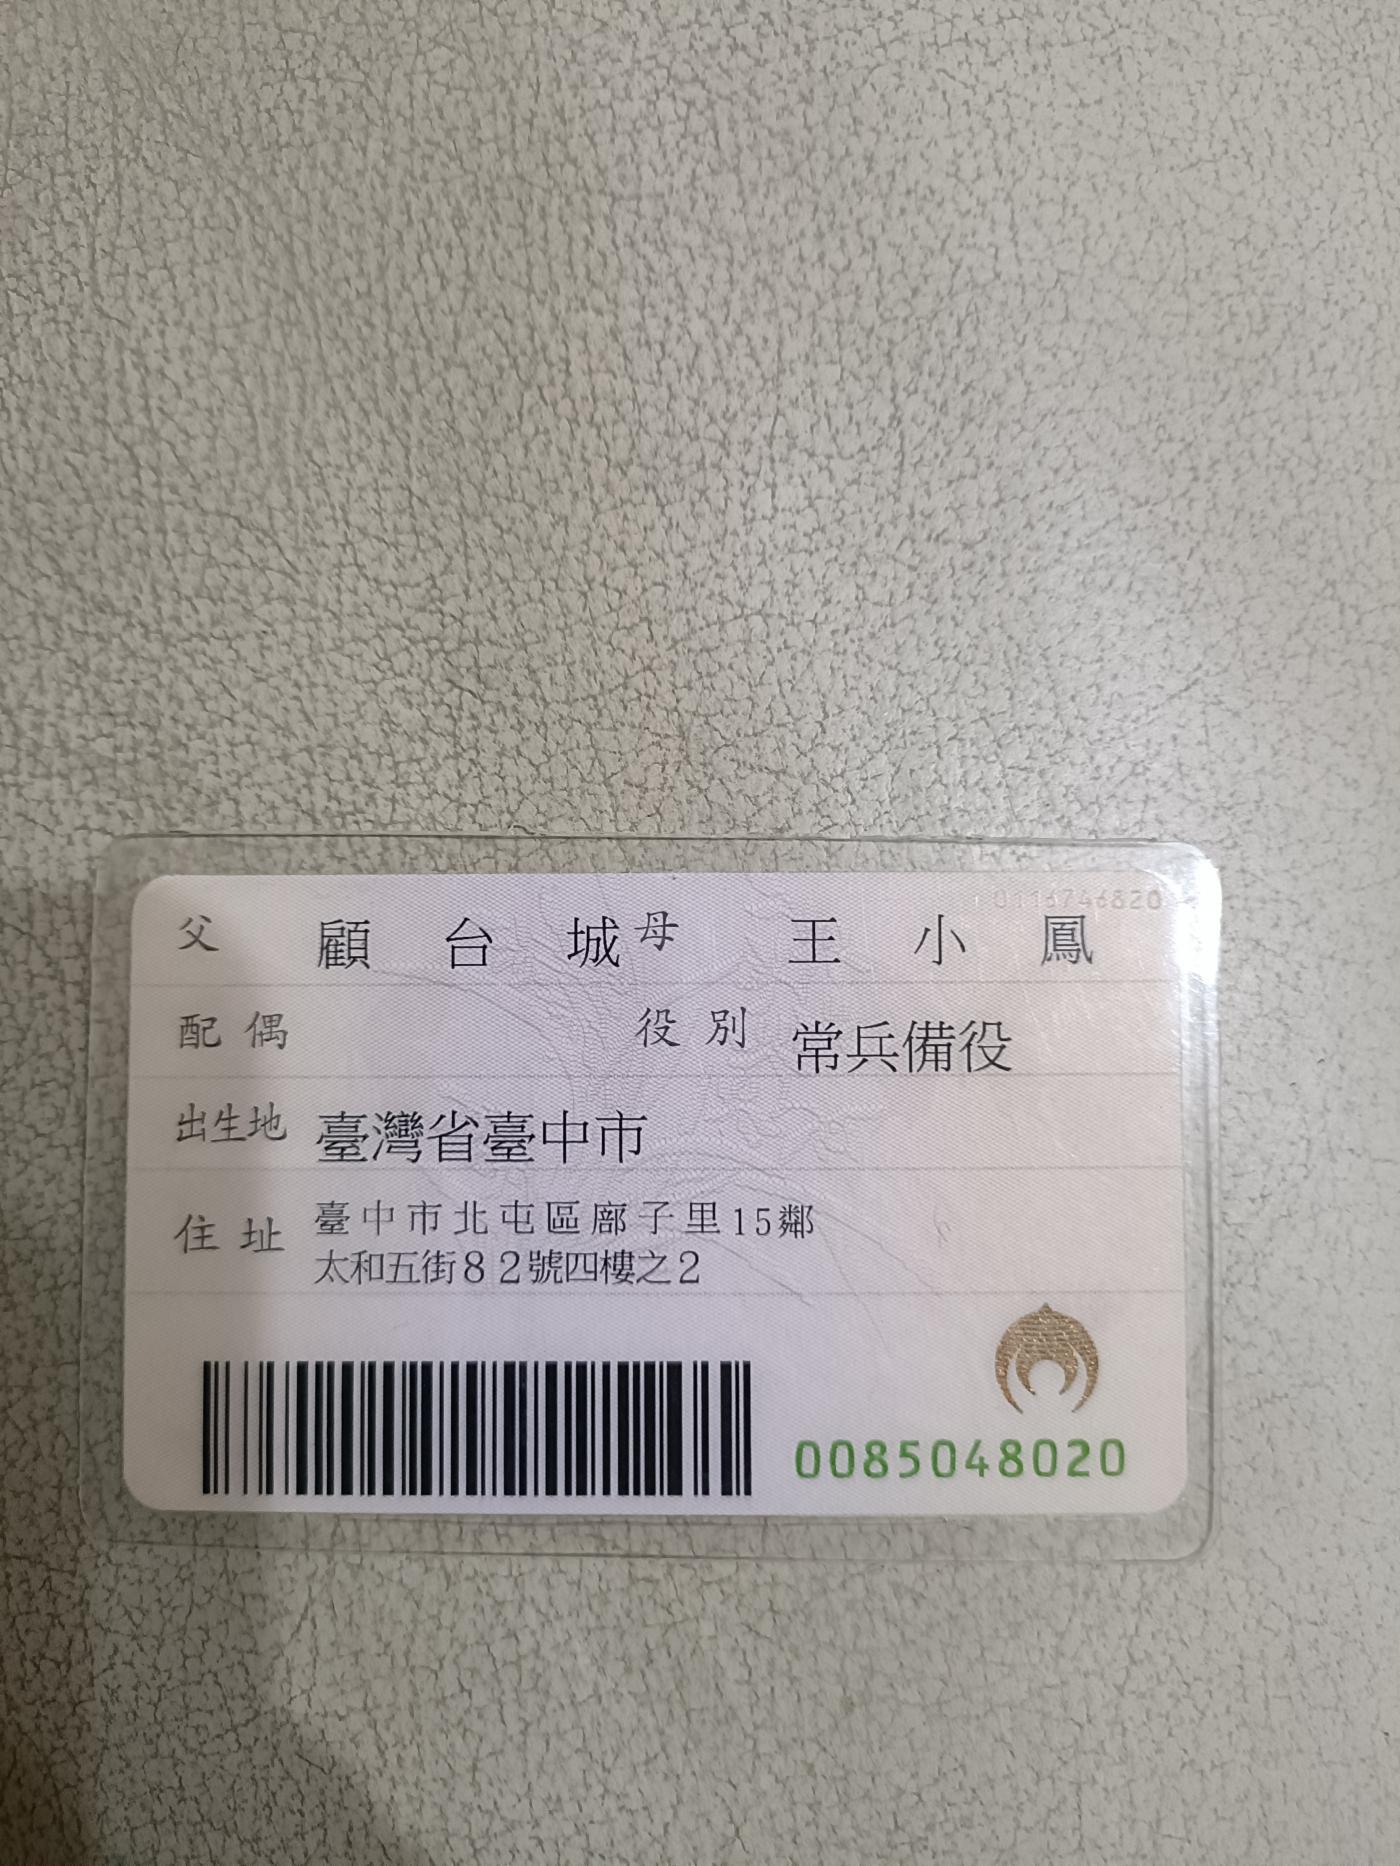 0116746820
父 顧台城 母 王小鳳
配偶 役別 常兵備役
出生地 臺灣省臺中市
住址 臺中市北屯區廍子里15鄰
太和五街82號四樓之2
0085048020